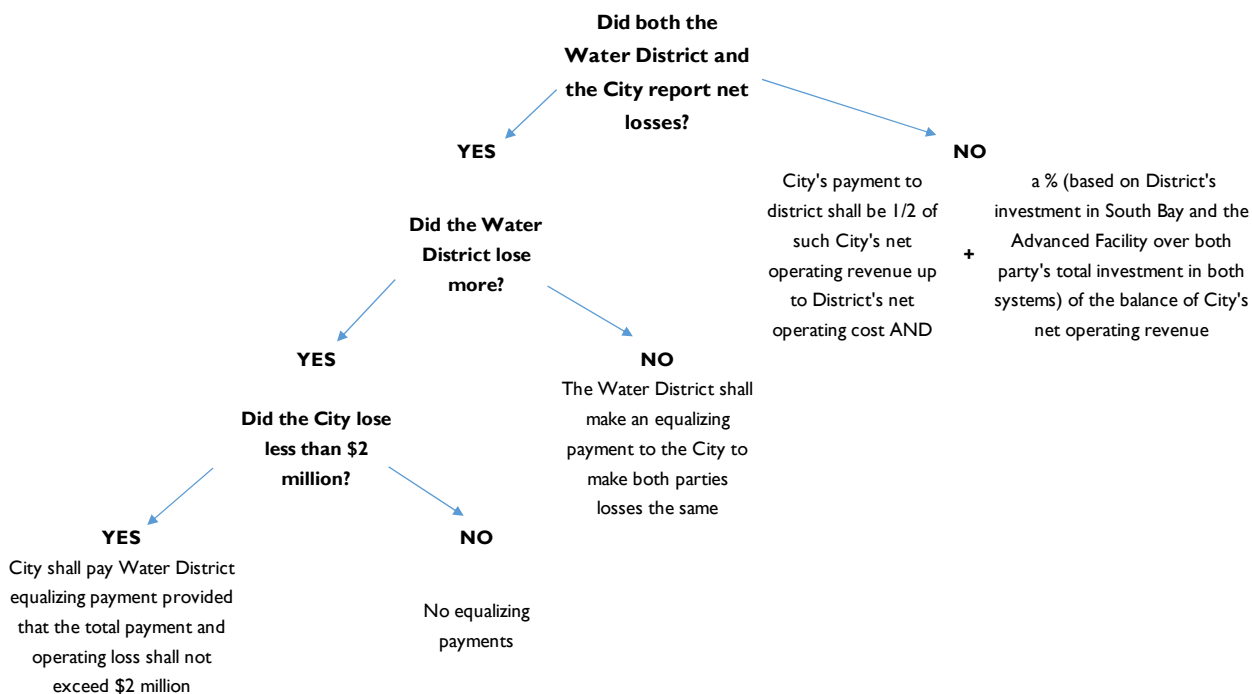 Did both the
Water District and
the City report net
losses?
YES
NO
City's payment to
district shall be 1/2 of
such City's net
operating revenue up
to District's net
operating cost AND
+
a % (based on District's
investment in South Bay and the
Advanced Facility over both
party's total investment in both
systems) of the balance of City's
net operating revenue
Did the Water
District lose
more?
YES
NO
The Water District shall
make an equalizing
payment to the City to
make both parties
losses the same
Did the City lose
less than $2
million?
YES
City shall pay Water District
equalizing payment provided
that the total payment and
operating loss shall not
exceed $2 million
NO
No equalizing
payments